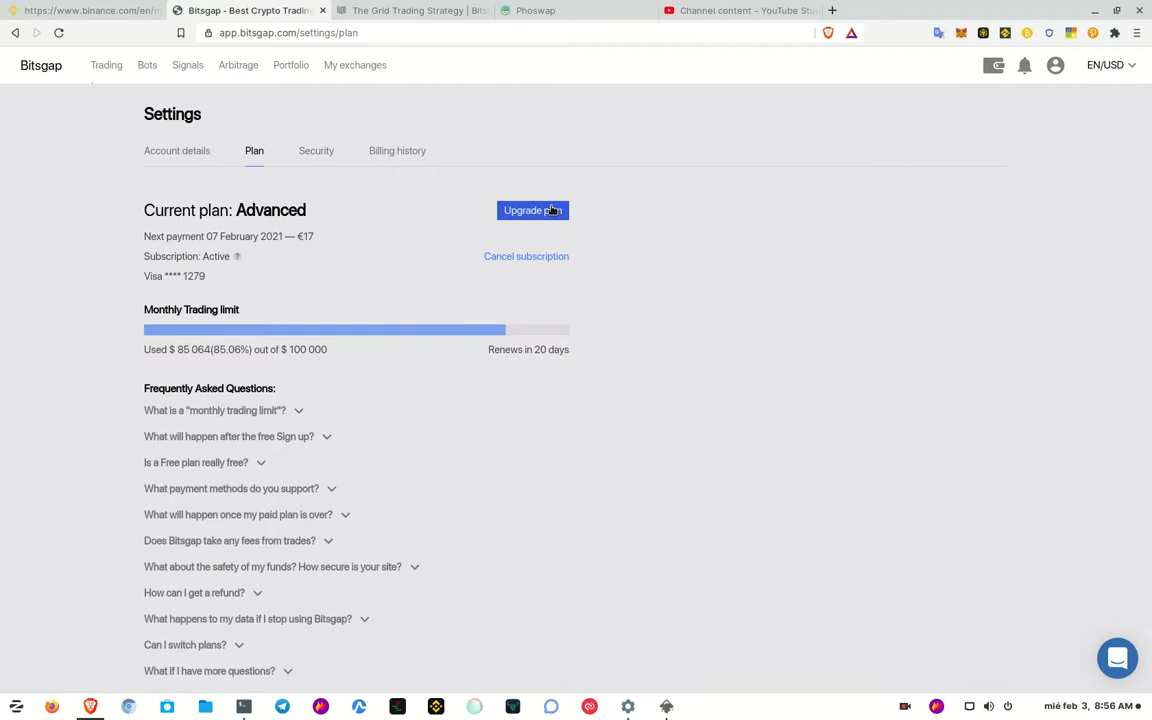 https://www.binance.com/en/m
Bitsgap - Best Crypto Trading
The Grid Trading Strategy | Bits
Phoswap
Channel content - YouTube Stu
app.bitsgap.com/settings/plan
Bitsgap
Trading
Bots
Signals
Arbitrage
Portfolio
My exchanges
EN/USD
Settings
Account details
Plan
Security
Billing history
Current plan: Advanced
Upgrade
Next payment 07 February 2021 — €17
Subscription: Active ?
Cancel subscription
Visa **** 1279
Monthly Trading limit
Used $ 85 064(85.06%) out of $ 100 000
Renews in 20 days
Frequently Asked Questions:
What is a "monthly trading limit"?
What will happen after the free Sign up?
Is a Free plan really free?
What payment methods do you support?
What will happen once my paid plan is over?
Does Bitsgap take any fees from trades?
What about the safety of my funds? How secure is your site?
How can I get a refund?
What happens to my data if I stop using Bitsgap?
Can I switch plans?
What if I have more questions?
mié feb 3, 8:56 AM